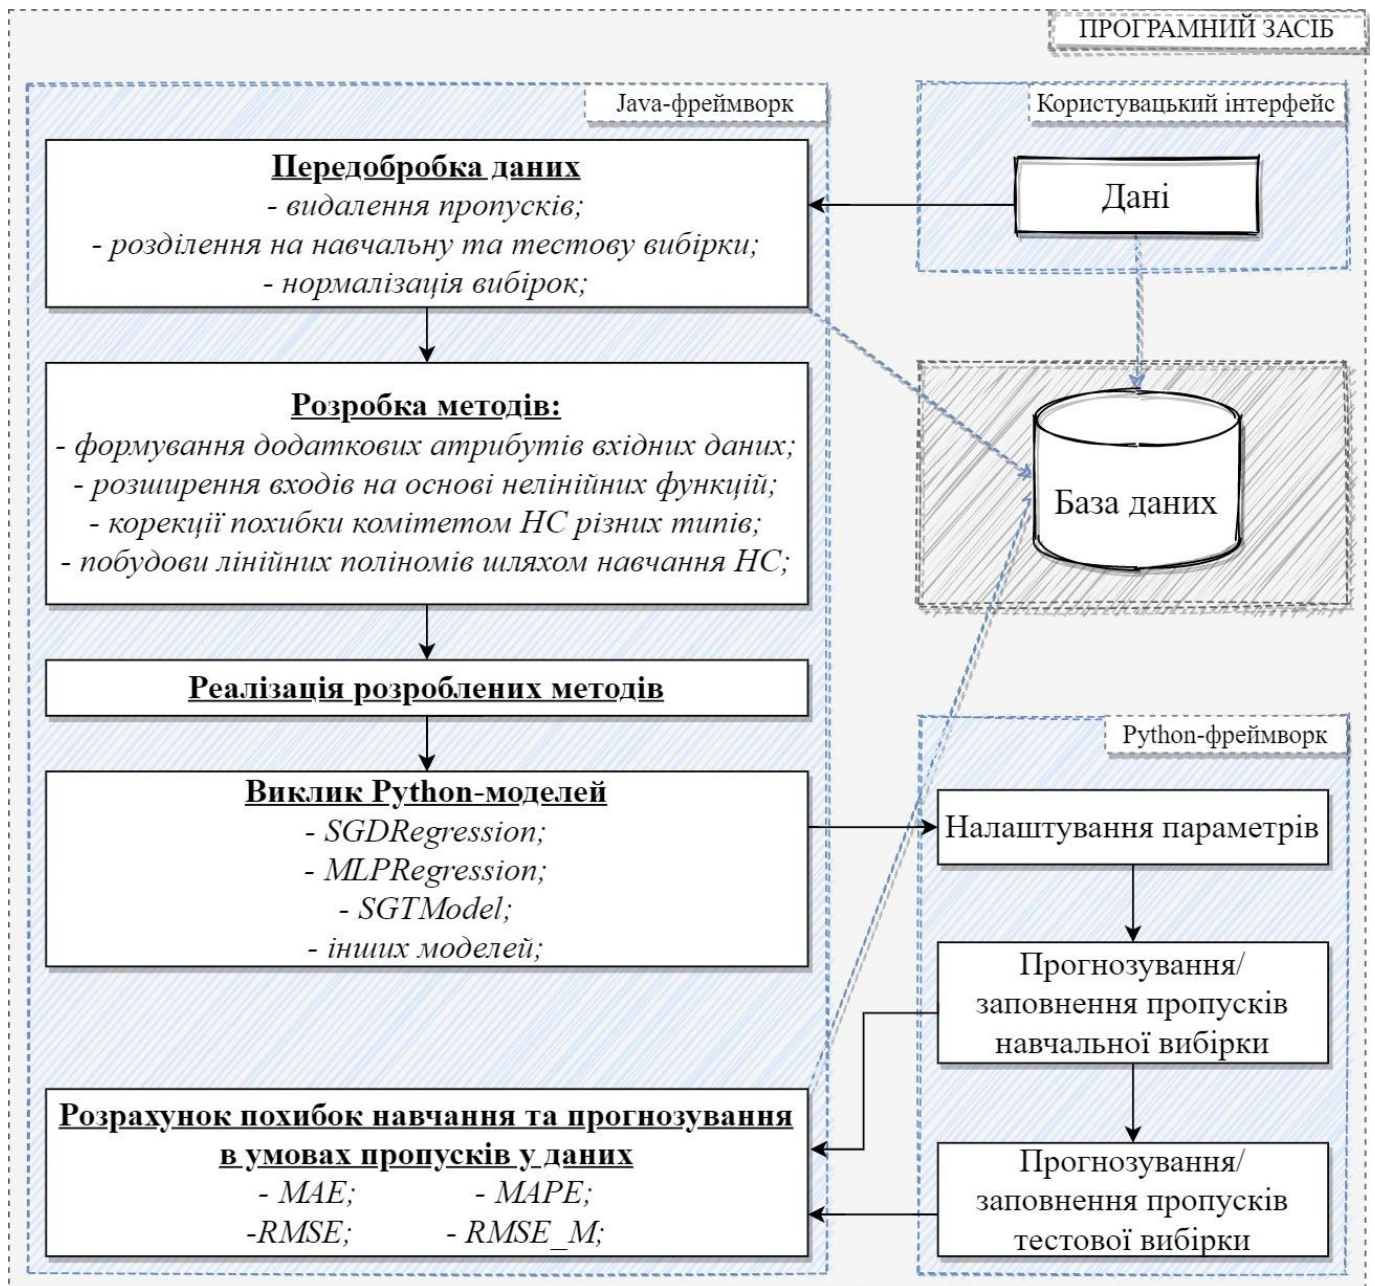 ПРОГРАМНИЙ ЗАСІБ
Java-фреймворк
Передобробка даних
- видалення пропусків;
- розділення на навчальну та тестову вибірки;
- нормалізація вибірок;
Розробка методів:
- формування додаткових атрибутів вхідних даних;
- розширення входів на основі нелінійних функцій;
- корекції похибки комітетом НС різних типів;
- побудови лінійних поліномів шляхом навчання НС;
Реалізація розроблених методів
Виклик Python-моделей
- SGDRegression;
- MLPRegression;
- SGTModel;
- інших моделей;
Розрахунок похибок навчання та прогнозування
в умовах пропусків у даних
- MAE; - MAPE;
-RMSE; - RMSE_M;
Користувацький інтерфейс
Дані
База даних
Python-фреймворк
Налаштування параметрів
Прогнозування/
заповнення пропусків
навчальної вибірки
Прогнозування/
заповнення пропусків
тестової вибірки